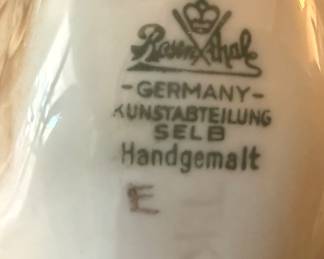 Rosenthal
-GERMANY-
KUNSTABTEILUNG
SELB
Handgemalt
E